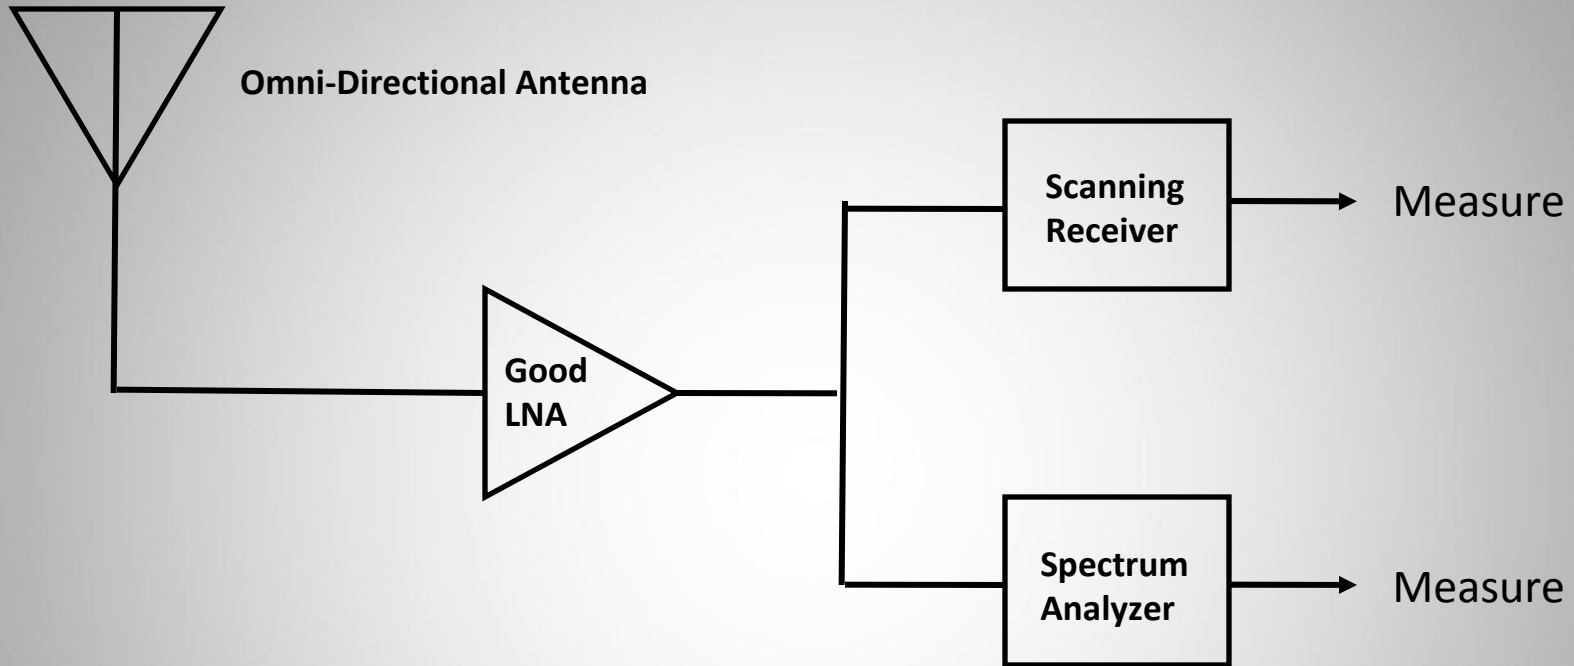 Omni-Directional Antenna
Scanning
Receiver
Measure
Good
LNA
Spectrum
Analyzer
Measure